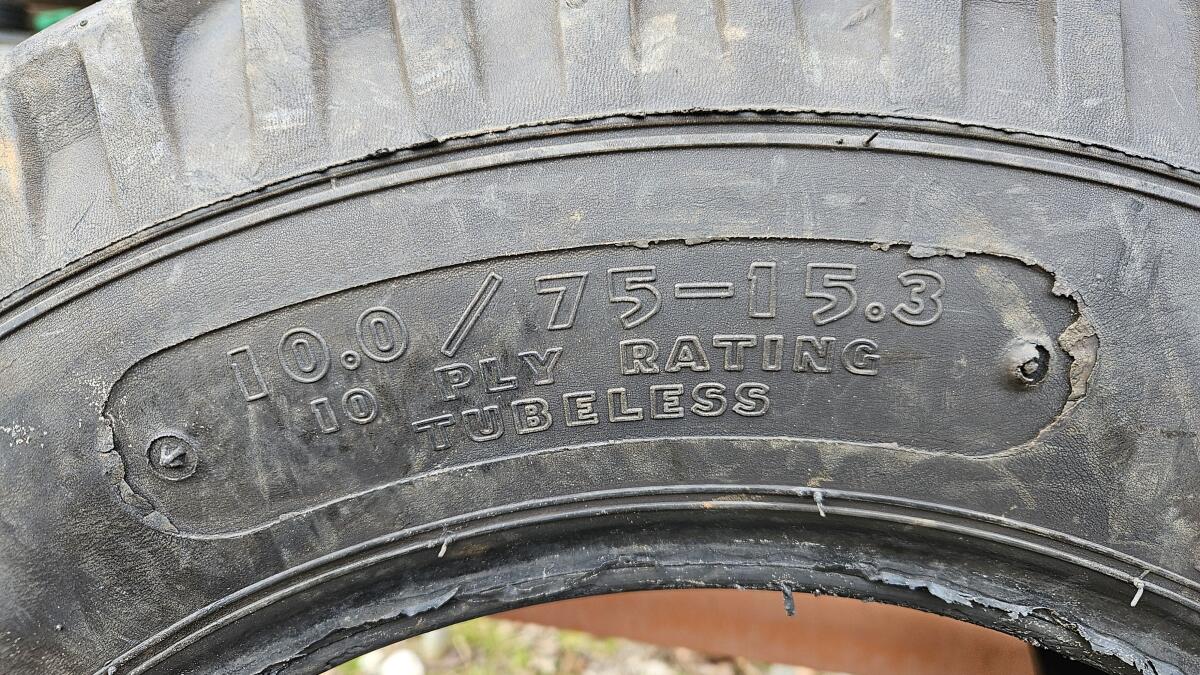 10.0/75-15.3
10 PLY RATING
TUBELESS